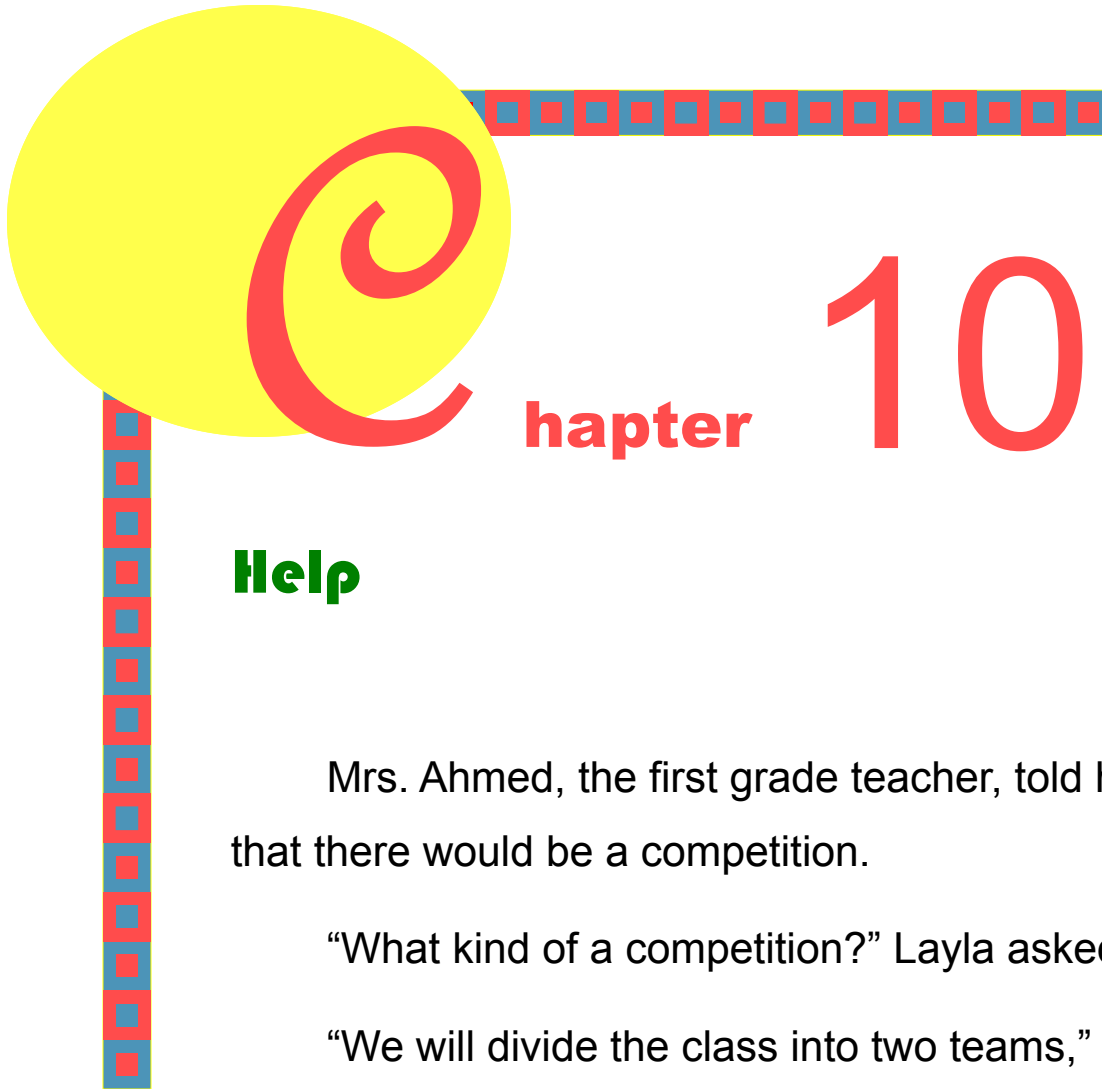 Chapter 10
Help
Mrs. Ahmed, the first grade teacher, told
that there would be a competition.
“What kind of a competition?” Layla asked
“We will divide the class into two teams,”